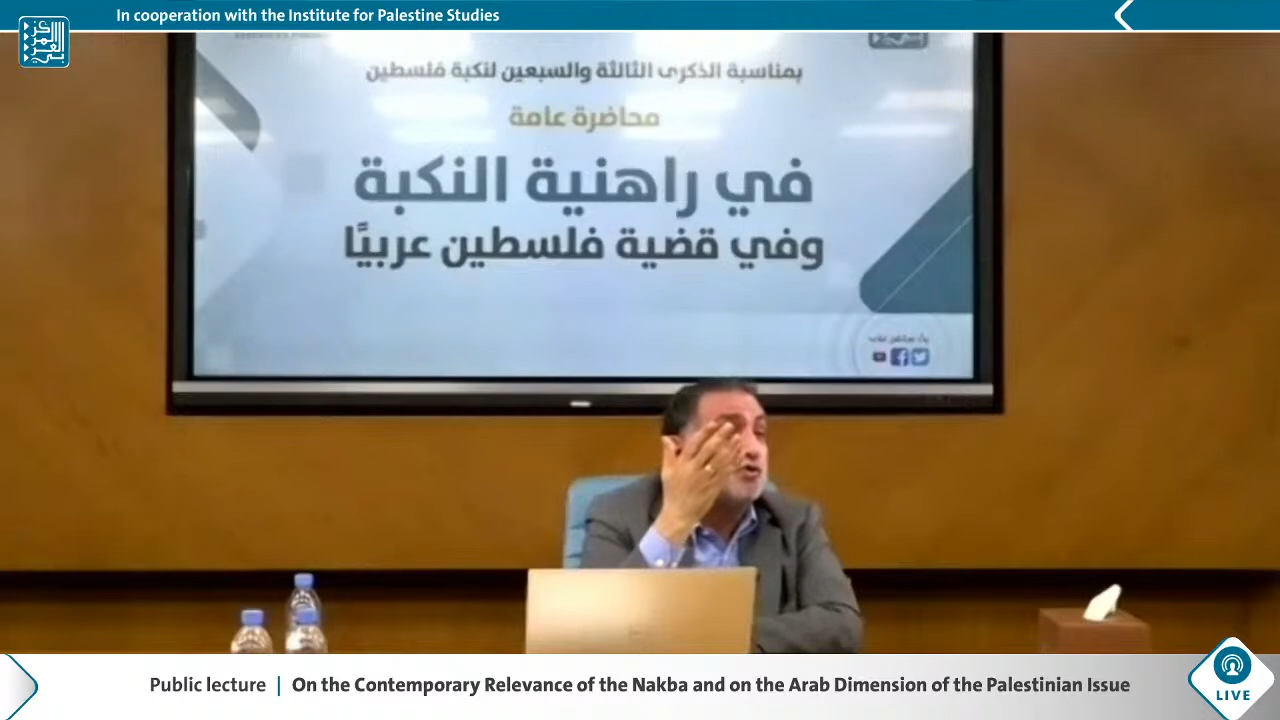 In cooperation with the Institute for Palestine Studies
بمناسبة الذكرى الثالثة والسبعين لنكبة فلسطين
محاضرة عامة
في راهنية النكبة
وفي قضية فلسطين عربيًا
Public lecture | On the Contemporary Relevance of the Nakba and on the Arab Dimension of the Palestinian Issue
LIVE